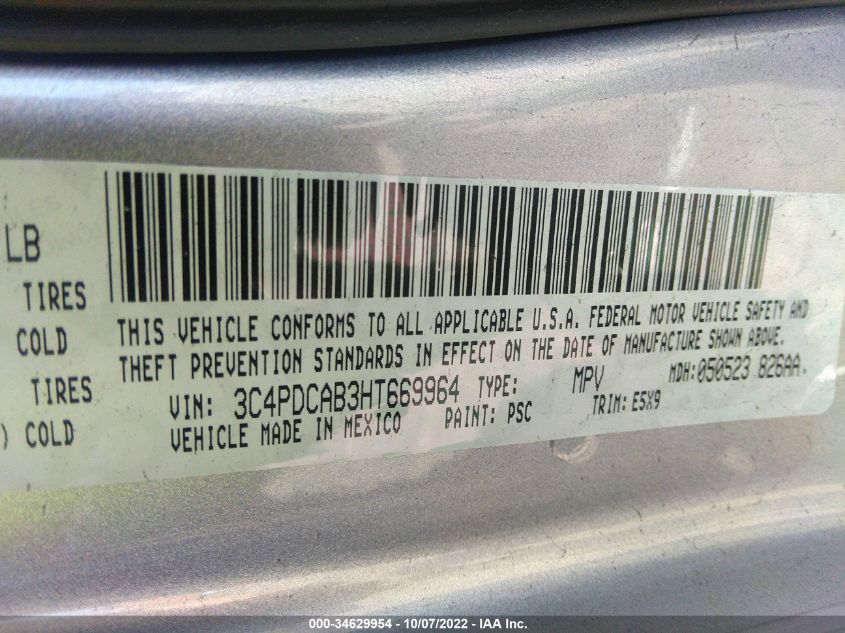 LB
TIRES
COLD
TIRES
) COLD
THIS VEHICLE CONFORMS TO ALL APPLICABLE U.S.A. FEDERAL MOTOR VEHICLE SAFETY AND
THEFT PREVENTION STANDARDS IN EFFECT ON THE DATE OF MANUFACTURE SHOWN ABOVE.
VIN: 3C4PDCAB3HT669964 TYPE: MPV MDH:050523 826AA.
VEHICLE MADE IN MEXICO PAINT: PSC TRIM: E5X9
000-34629954 - 10/07/2022 - IAA Inc.